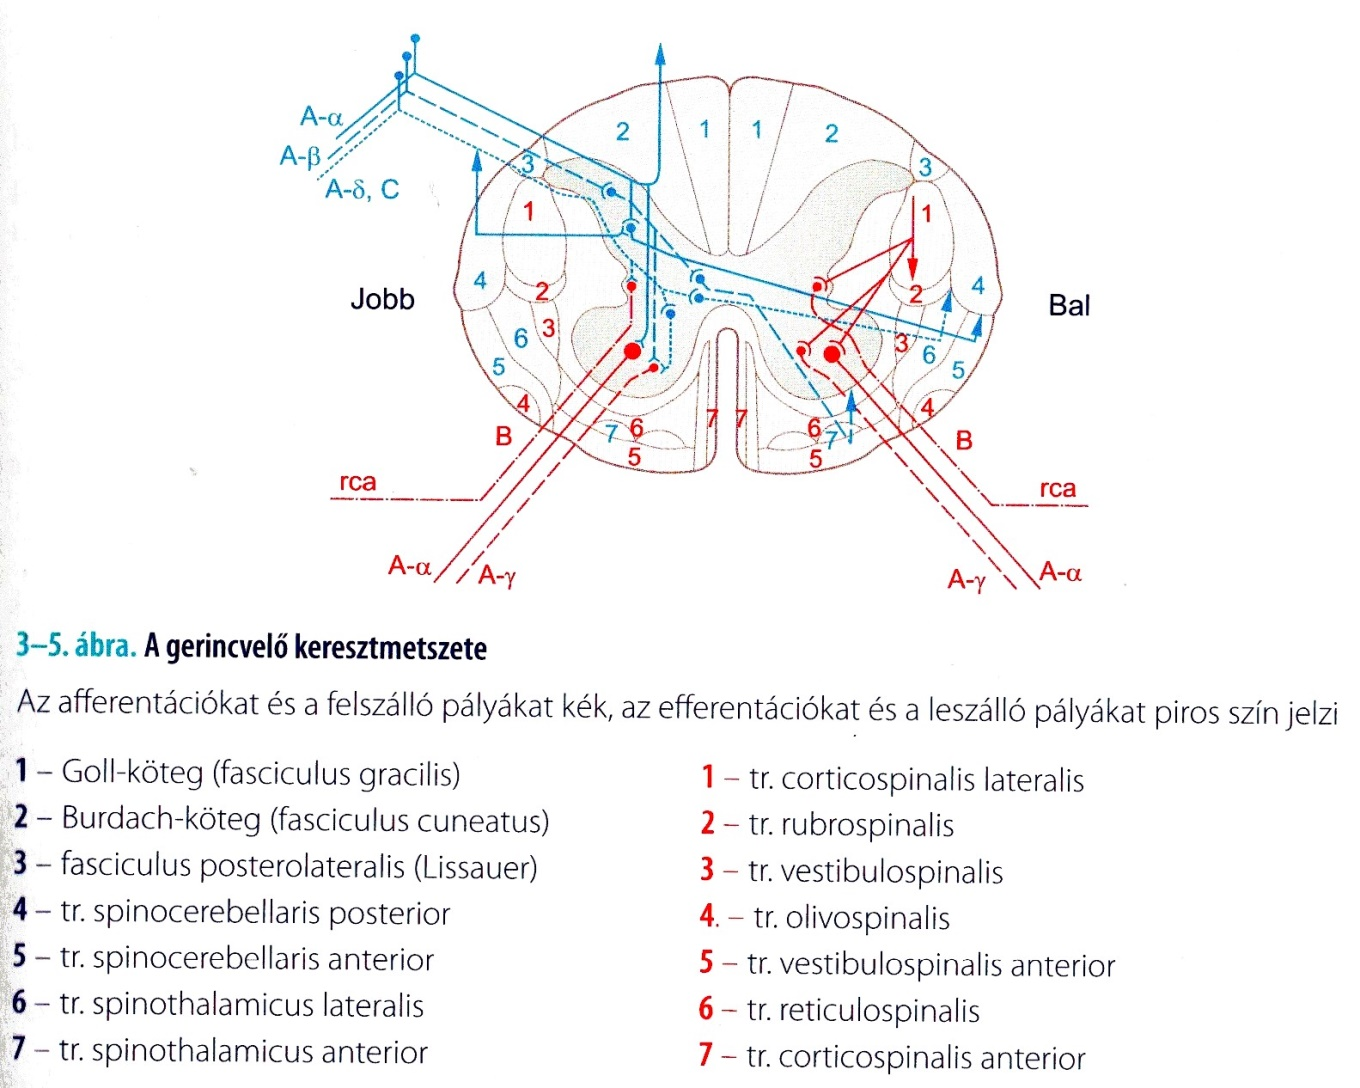 A-α
A-β
A-δ, C
2 1 1 2
3 3
1 1
4 4
Jobb
Bal
2 2
3 3
6 6
5 5
4 4
7 7
B B
7 6 6 7
5 5
rca rca
A-α A-γ A-γ A-α
3–5. ábra. A gerincvelő keresztmetszete
Az afferentációkat és a felszálló pályákat kék, az efferentációkat és a leszálló pályákat piros szín jelzi
1 – Goll-köteg (fasciculus gracilis)
2 – Burdach-köteg (fasciculus cuneatus)
3 – fasciculus posterolateralis (Lissauer)
4 – tr. spinocerebellaris posterior
5 – tr. spinocerebellaris anterior
6 – tr. spinothalamicus lateralis
7 – tr. spinothalamicus anterior
1 – tr. corticospinalis lateralis
2 – tr. rubrospinalis
3 – tr. vestibulospinalis
4. – tr. olivospinalis
5 – tr. vestibulospinalis anterior
6 – tr. reticulospinalis
7 – tr. corticospinalis anterior